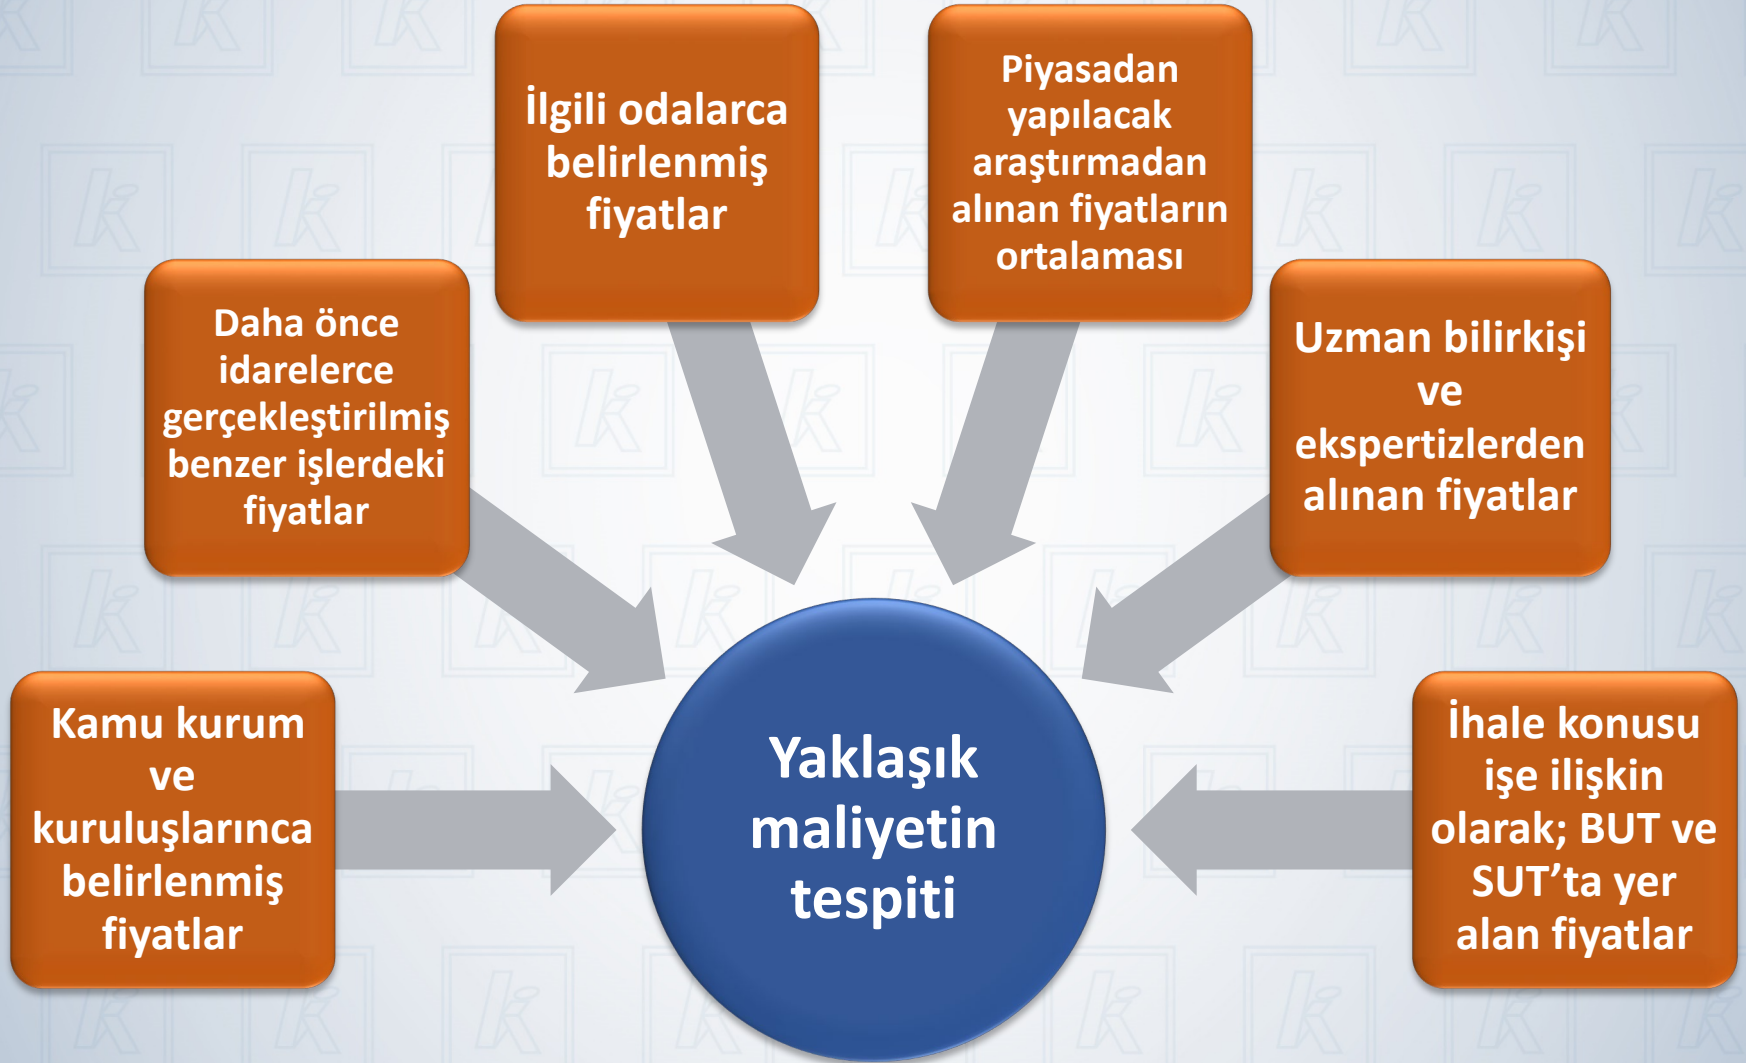 Kamu kurum
ve
kuruluşlarınca
belirlenmiş
fiyatlar
Daha önce
idarelerce
gerçekleştirilmiş
benzer işlerdeki
fiyatlar
İlgili odalarca
belirlenmiş
fiyatlar
Piyasadan
yapılacak
araştırmadan
alınan fiyatların
ortalaması
Uzman bilirkişi
ve
ekspertizlerden
alınan fiyatlar
İhale konusu
işe ilişkin
olarak; BUT ve
SUT’ta yer
alan fiyatlar
Yaklaşık
maliyetin
tespiti